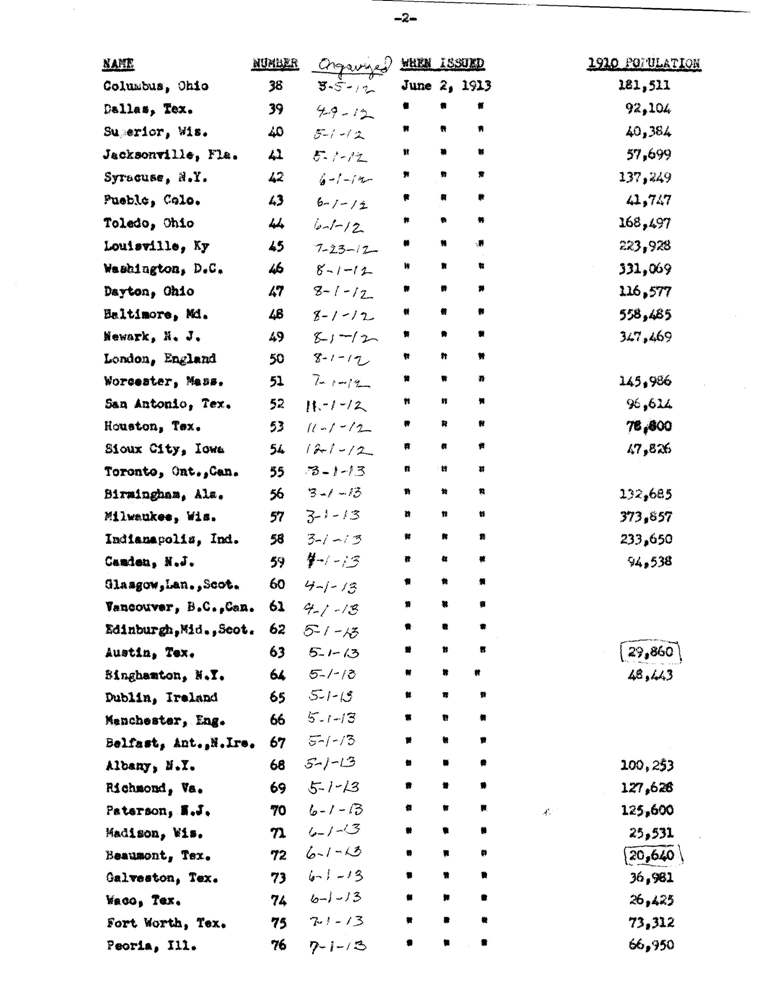 -2-
NAME NUMBER Organized WHEN ISSUED 1910 POPULATION
Columbus, Ohio 38 3-5-12 June 2, 1913 181,511
Dallas, Tex. 39 4-9-12 " " " 92,104
Superior, Wis. 40 5-1-12 " " " 40,384
Jacksonville, Fla. 41 5-1-12 " " " 57,699
Syracuse, N.Y. 42 6-1-12 " " " 137,249
Pueblo, Colo. 43 6-1-12 " " " 41,747
Toledo, Ohio 44 6-1-12 " " " 168,497
Louisville, Ky 45 7-23-12 " " " 223,928
Washington, D.C. 46 8-1-12 " " " 331,069
Dayton, Ohio 47 8-1-12 " " " 116,577
Baltimore, Md. 48 8-1-12 " " " 558,485
Newark, N. J. 49 8-1-12 " " " 347,469
London, England 50 8-1-12 " " "
Worcester, Mass. 51 7-1-12 " " " 145,986
San Antonio, Tex. 52 11-1-12 " " " 96,614
Houston, Tex. 53 11-1-12 " " " 78,800
Sioux City, Iowa 54 12-1-12 " " " 47,826
Toronto, Ont.,Can. 55 3-1-13 " " "
Birmingham, Ala. 56 3-1-13 " " " 132,685
Milwaukee, Wis. 57 3-1-13 " " " 373,857
Indianapolis, Ind. 58 3-1-13 " " " 233,650
Camden, N.J. 59 4-1-13 " " " 94,538
Glasgow,Lan.,Scot. 60 4-1-13 " " "
Vancouver, B.C.,Can. 61 4-1-13 " " "
Edinburgh,Mid.,Scot. 62 5-1-13 " " "
Austin, Tex. 63 5-1-13 " " " 29,860
Binghamton, N.Y. 64 5-1-13 " " " 48,443
Dublin, Ireland 65 5-1-13 " " "
Manchester, Eng. 66 5-1-13 " " "
Belfast, Ant.,N.Ire. 67 5-1-13 " " "
Albany, N.Y. 68 5-1-13 " " " 100,253
Richmond, Va. 69 5-1-13 " " " 127,628
Paterson, N.J. 70 6-1-13 " " " 125,600
Madison, Wis. 71 6-1-13 " " " 25,531
Beaumont, Tex. 72 6-1-13 " " " 20,640
Galveston, Tex. 73 6-1-13 " " " 36,981
Waco, Tex. 74 6-1-13 " " " 26,425
Fort Worth, Tex. 75 7-1-13 " " " 73,312
Peoria, Ill. 76 7-1-13 " " " 66,950